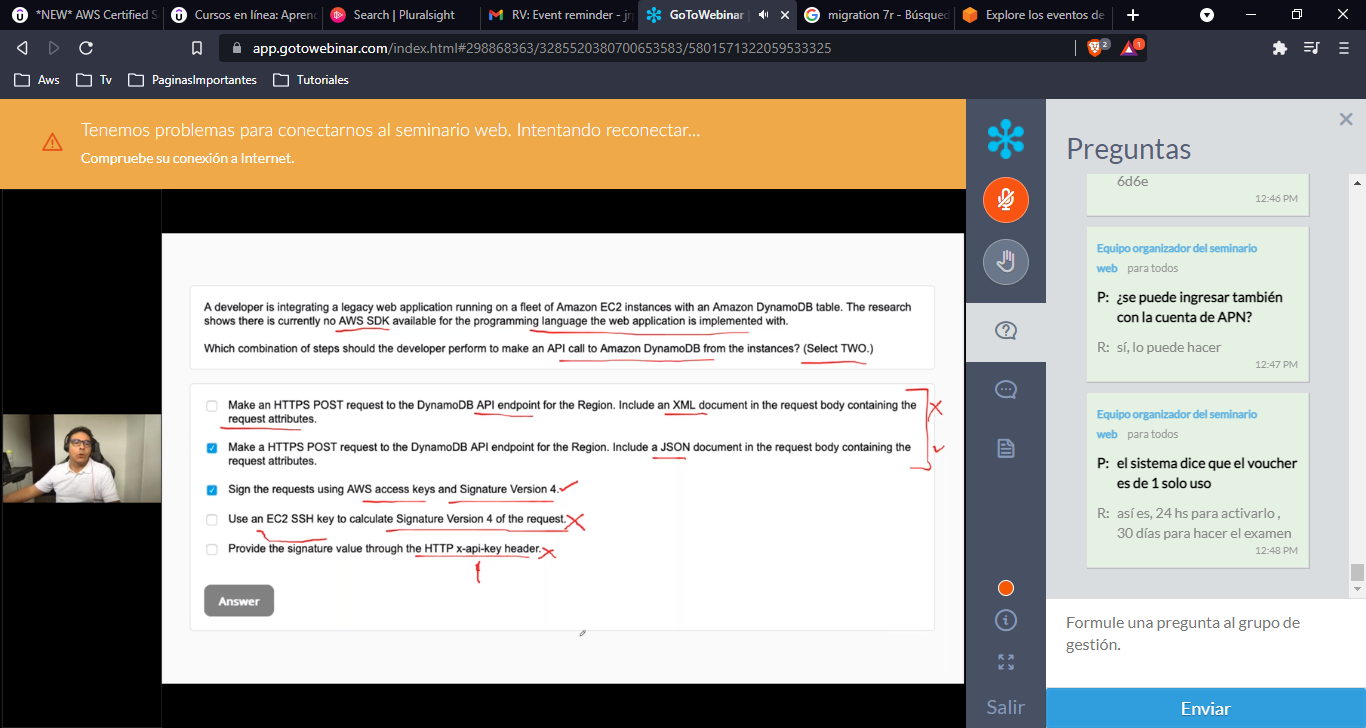 *NEW* AWS Certified S
Cursos en línea: Aprend
Search | Pluralsight
RV: Event reminder - jr
GoToWebinar
migration 7r - Búsqued
Explore los eventos de
app.gotowebinar.com/index.html#298868363/3285520380700653583/5801571322059533325
2
1
Aws
Tv
PaginasImportantes
Tutoriales
Tenemos problemas para conectarnos al seminario web. Intentando reconectar...
Compruebe su conexión a Internet.
A developer is integrating a legacy web application running on a fleet of Amazon EC2 instances with an Amazon DynamoDB table. The research
shows there is currently no AWS SDK available for the programming language the web application is implemented with.
Which combination of steps should the developer perform to make an API call to Amazon DynamoDB from the instances? (Select TWO.)
Make an HTTPS POST request to the DynamoDB API endpoint for the Region. Include an XML document in the request body containing the
request attributes.
Make a HTTPS POST request to the DynamoDB API endpoint for the Region. Include a JSON document in the request body containing the
request attributes.
Sign the requests using AWS access keys and Signature Version 4.
Use an EC2 SSH key to calculate Signature Version 4 of the request.
Provide the signature value through the HTTP x-api-key header.
Answer
Salir
Preguntas
6d6e
12:46 PM
Equipo organizador del seminario
web para todos
P: ¿se puede ingresar también
con la cuenta de APN?
R: sí, lo puede hacer
12:47 PM
Equipo organizador del seminario
web para todos
P: el sistema dice que el voucher
es de 1 solo uso
R: así es, 24 hs para activarlo ,
30 días para hacer el examen
12:48 PM
Formule una pregunta al grupo de
gestión.
Enviar